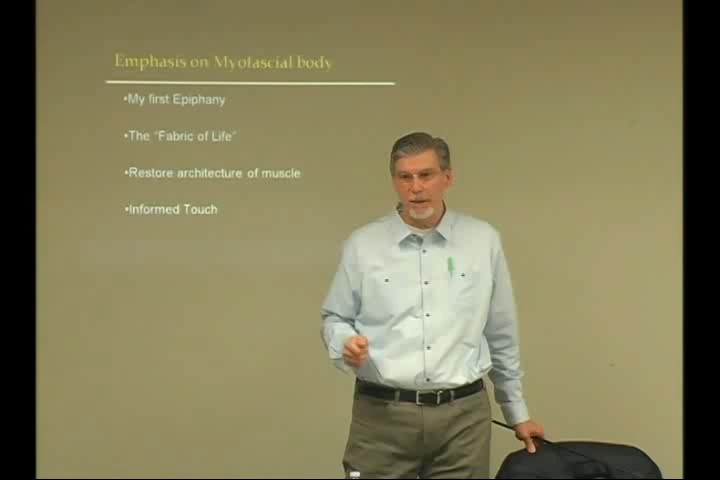 Emphasis on Myofascial body
•My first Epiphany
•The "Fabric of Life"
•Restore architecture of muscle
•Informed Touch